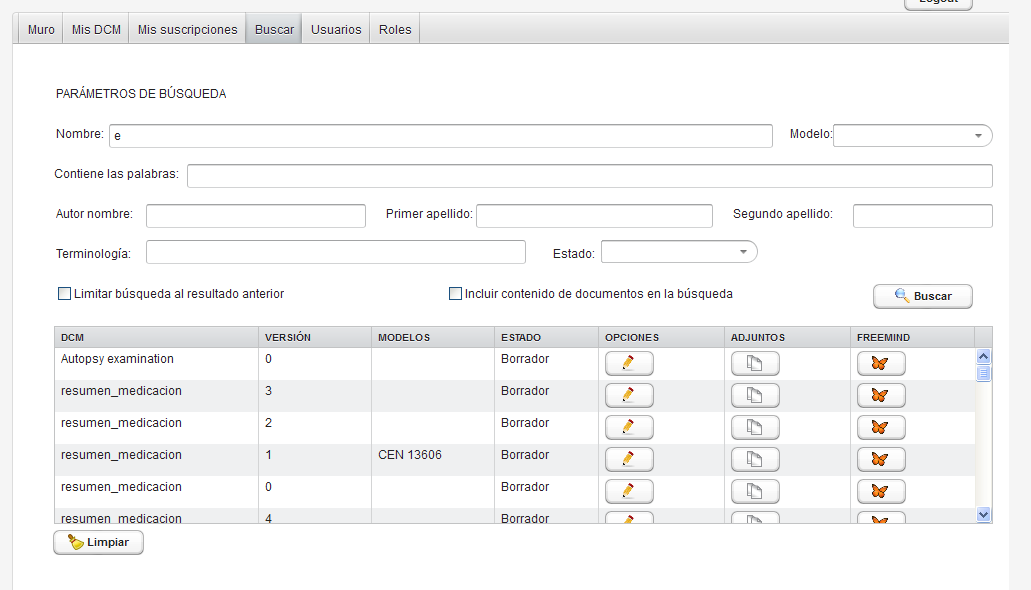 Logout
Muro Mis DCM Mis suscripciones Buscar Usuarios Roles
PARÁMETROS DE BÚSQUEDA
Nombre: e Modelo:
Contiene las palabras:
Autor nombre: Primer apellido: Segundo apellido:
Terminología: Estado:
Limitar búsqueda al resultado anterior Incluir contenido de documentos en la búsqueda Buscar
DCM VERSIÓN MODELOS ESTADO OPCIONES ADJUNTOS FREEMIND
Autopsy examination 0 Borrador
resumen_medicacion 3 Borrador
resumen_medicacion 2 Borrador
resumen_medicacion 1 CEN 13606 Borrador
resumen_medicacion 0 Borrador
resumen_medicacion 4 Borrador
Limpiar